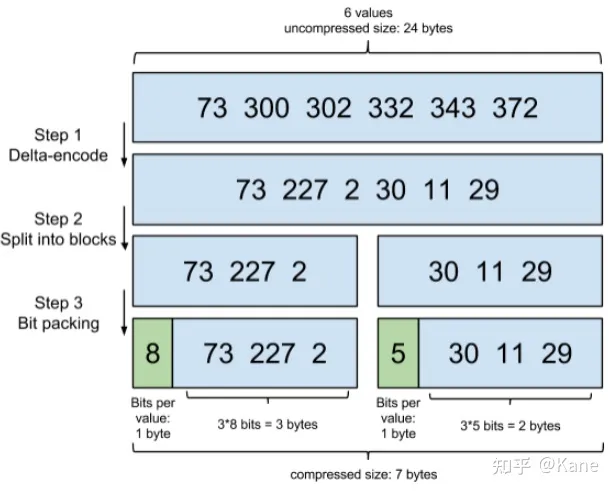 6 values
uncompressed size: 24 bytes
73 300 302 332 343 372
Step 1
Delta-encode
73 227 2 30 11 29
Step 2
Split into blocks
73 227 2
30 11 29
Step 3
Bit packing
8
73 227 2
5
30 11 29
Bits per
value:
1 byte
3*8 bits = 3 bytes
Bits per
value:
1 byte
3*5 bits = 2 bytes
compressed size: 7 bytes
知乎 @Kane